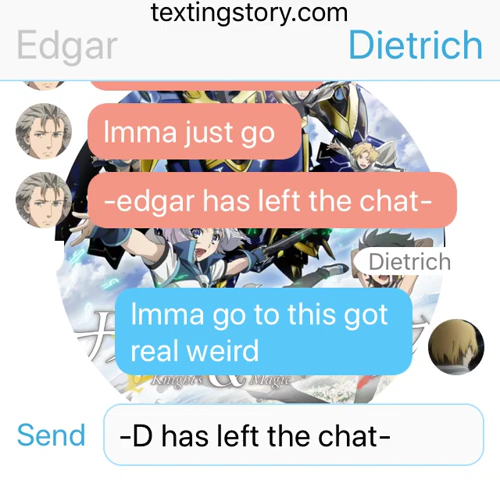 textingstory.com
Edgar
Dietrich
Imma just go
-edgar has left the chat-
Dietrich
Imma go to this got
real weird
Knight's & Magic
Send
-D has left the chat-